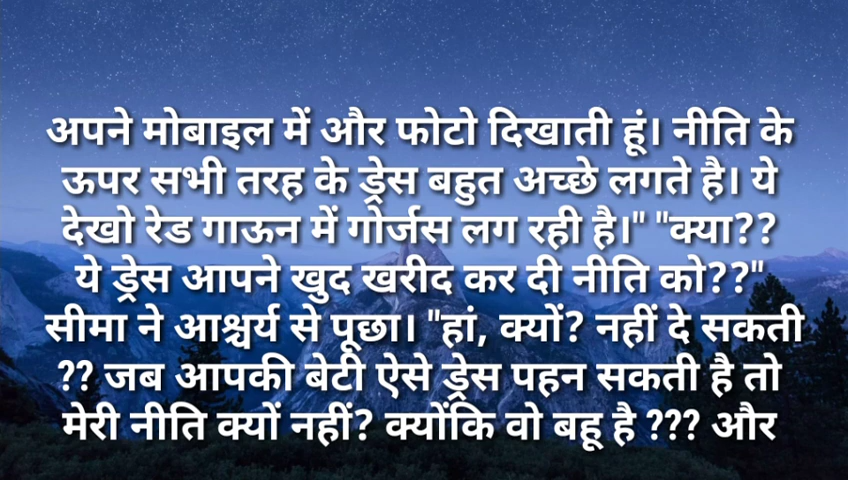 अपने मोबाइल में और फोटो दिखाती हूं। नीति के
ऊपर सभी तरह के ड्रेस बहुत अच्छे लगते है। ये
देखो रेड गाऊन में गोर्जस लग रही है।" "क्या??
ये ड्रेस आपने खुद खरीद कर दी नीति को??"
सीमा ने आश्चर्य से पूछा। "हां, क्यों? नहीं दे सकती
?? जब आपकी बेटी ऐसे ड्रेस पहन सकती है तो
मेरी नीति क्यों नहीं? क्योंकि वो बहू है ??? और